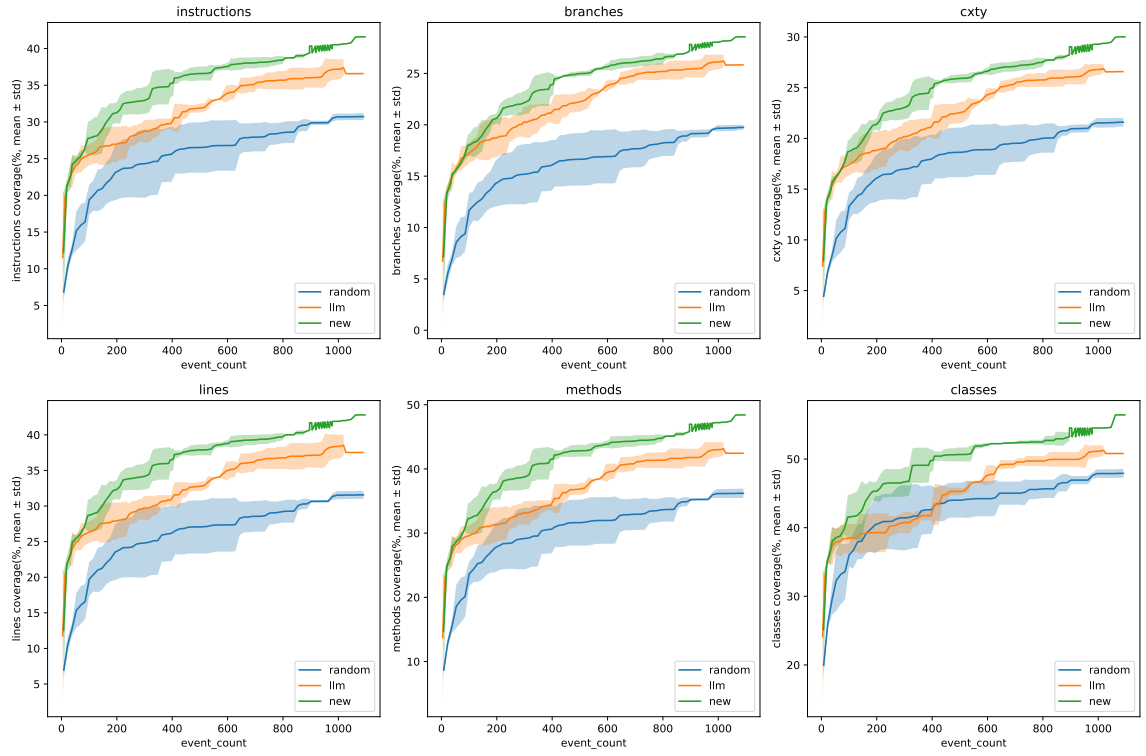 instructions
branches
cxty
instructions coverage(%, mean ± std)
40
35
30
25
20
15
10
5
0
200
400
600
800
1000
event_count
random
llm
new
branches coverage(%, mean ± std)
25
20
15
10
5
0
0
200
400
600
800
1000
event_count
random
llm
new
cxty coverage(%, mean ± std)
30
25
20
15
10
5
0
200
400
600
800
1000
event_count
random
llm
new
lines
methods
classes
lines coverage(%, mean ± std)
40
35
30
25
20
15
10
5
0
200
400
600
800
1000
event_count
random
llm
new
methods coverage(%, mean ± std)
50
40
30
20
10
0
200
400
600
800
1000
event_count
random
llm
new
classes coverage(%, mean ± std)
50
40
30
20
0
200
400
600
800
1000
event_count
random
llm
new